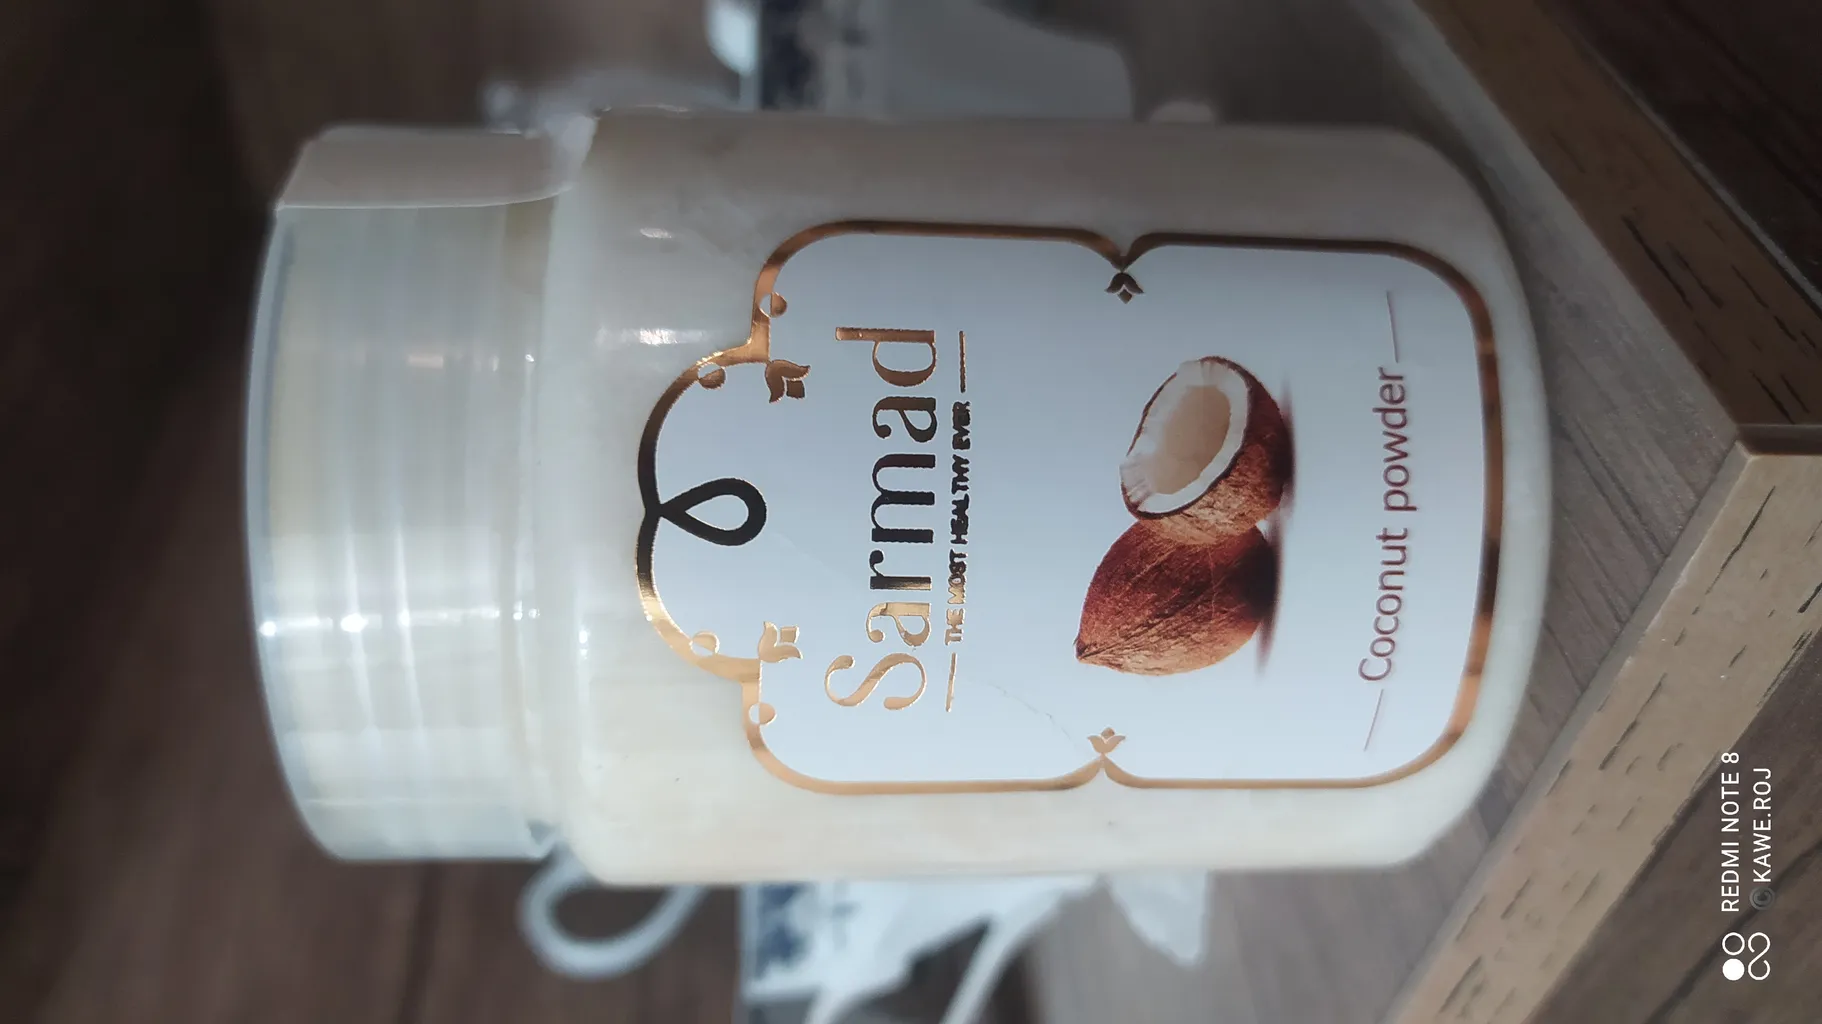 Sarmad
THE MOST HEALTHY EVER
Coconut powder
REDMI NOTE 8
© KAWE.ROJ